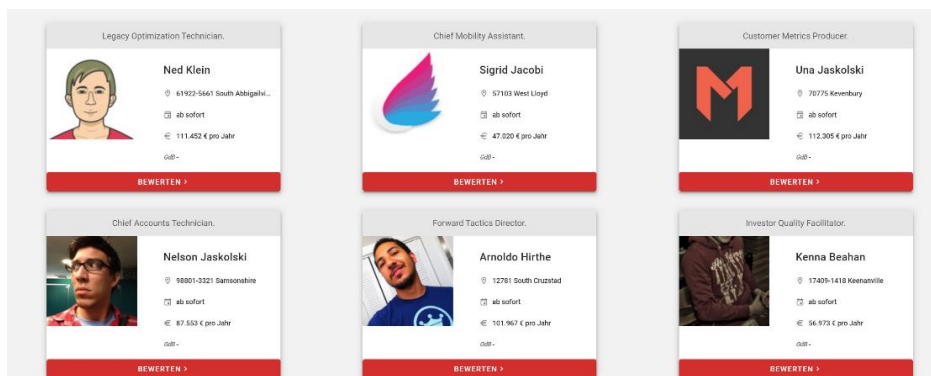 Legacy Optimization Technician.
Ned Klein
61922-5661 South Abbigailvi...
ab sofort
€ 111.452 € pro Jahr
GdB -
BEWERTEN >
Chief Mobility Assistant.
Sigrid Jacobi
57103 West Lloyd
ab sofort
€ 47.020 € pro Jahr
GdB -
BEWERTEN >
Customer Metrics Producer.
Una Jaskolski
70775 Kevenbury
ab sofort
€ 112.305 € pro Jahr
GdB -
BEWERTEN >
Chief Accounts Technician.
Nelson Jaskolski
98801-3321 Samsonshire
ab sofort
€ 87.553 € pro Jahr
GdB -
BEWERTEN >
Forward Tactics Director.
Arnoldo Hirthe
12781 South Cruzstad
ab sofort
€ 101.967 € pro Jahr
GdB -
BEWERTEN >
Investor Quality Facilitator.
Kenna Beahan
17409-1418 Keenanville
ab sofort
€ 56.973 € pro Jahr
GdB -
BEWERTEN >